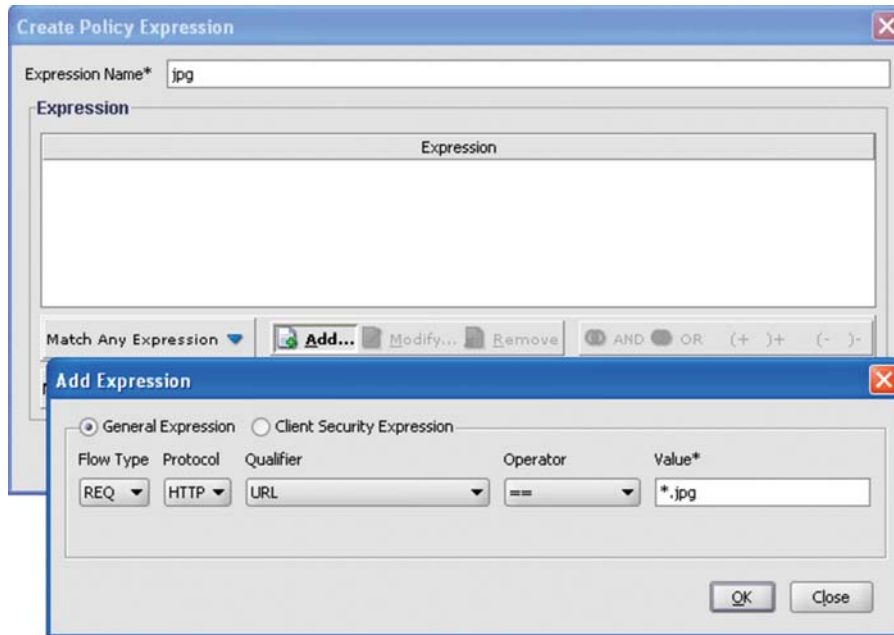 Create Policy Expression
Expression Name* jpg
Expression
Expression
Match Any Expression Add... Modify... Remove AND OR (+ )+ (- )-
Add Expression
General Expression Client Security Expression
Flow Type Protocol Qualifier Operator Value*
REQ HTTP URL == *.jpg
OK Close